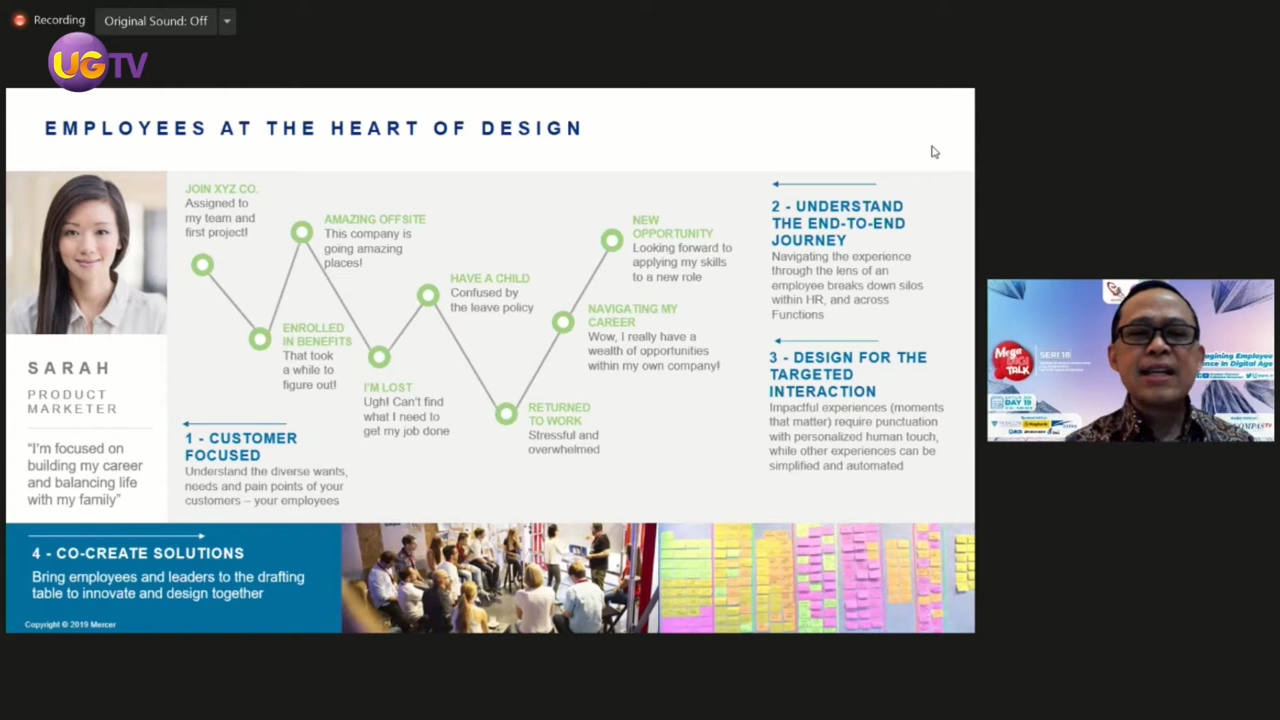 Recording
Original Sound: Off
UGTV
EMPLOYEES AT THE HEART OF DESIGN
SARAH
PRODUCT
MARKETER
“I'm focused on
building my career
and balancing life
with my family”
JOIN XYZ CO.
Assigned to
my team and
first project!
ENROLLED
IN BENEFITS
That took
a while to
figure out!
AMAZING OFFSITE
This company is
going amazing
places!
I'M LOST
Ugh! Can't find
what I need to
get my job done
HAVE A CHILD
Confused by
the leave policy
RETURNED
TO WORK
Stressful and
overwhelmed
NAVIGATING MY
CAREER
Wow, I really have a
wealth of opportunities
within my own company!
NEW
OPPORTUNITY
Looking forward to
applying my skills
to a new role
1 - CUSTOMER
FOCUSED
Understand the diverse wants,
needs and pain points of your
customers – your employees
2 - UNDERSTAND
THE END-TO-END
JOURNEY
Navigating the experience
through the lens of an
employee breaks down silos
within HR, and across
Functions
3 - DESIGN FOR THE
TARGETED
INTERACTION
Impactful experiences (moments
that matter) require punctuation
with personalized human touch,
while other experiences can be
simplified and automated
4 - CO-CREATE SOLUTIONS
Bring employees and leaders to the drafting
table to innovate and design together
Copyright © 2019 Mercer
Mega
DIGI
TALK
SERI 18
agining Employee
ence in Digital Age
DAY 19
Maybank
OMPASTV